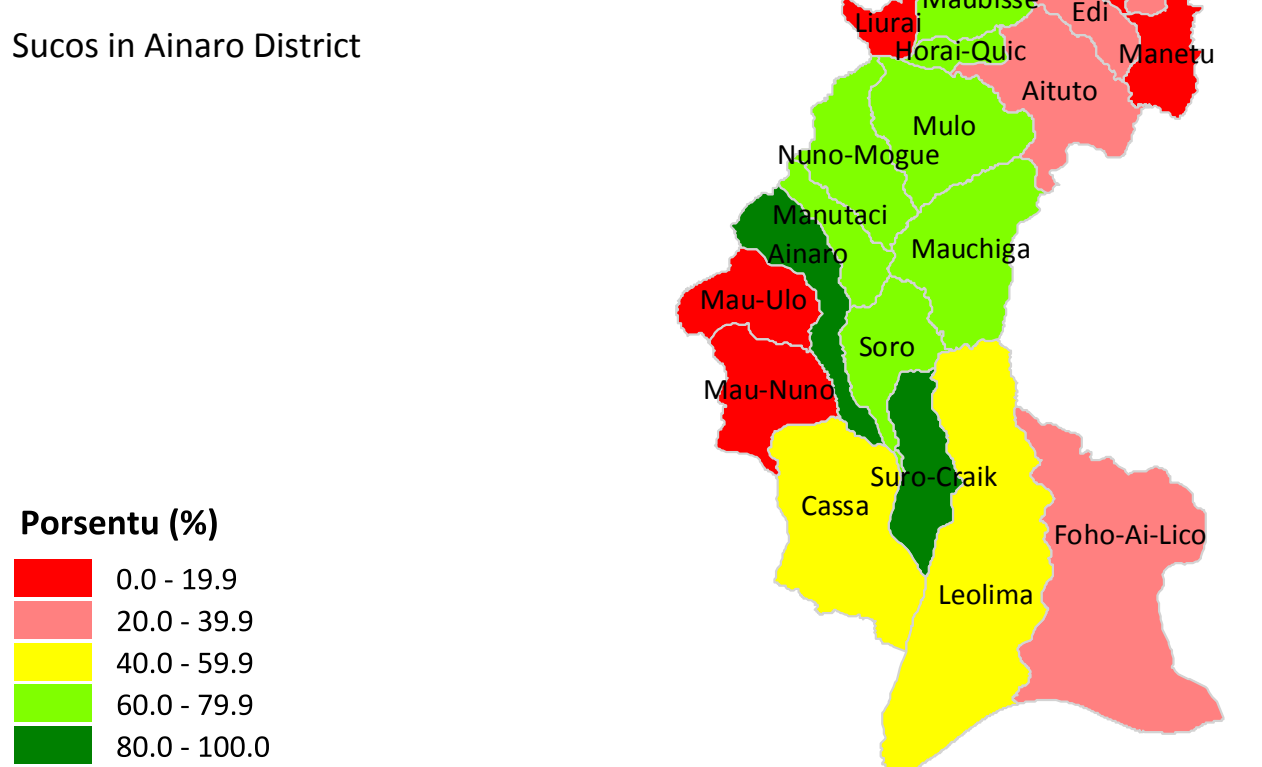 Maubisse
Edi
Liurai
Sucos in Ainaro District
Horai-Quic
Manetu
Aituto
Mulo
Nuno-Mogue
Manutaci
Mauchiga
Ainaro
Mau-Ulo
Soro
Mau-Nuno
Suro-Craik
Cassa
Foho-Ai-Lico
Leolima
Porsentu (%)
0.0 - 19.9
20.0 - 39.9
40.0 - 59.9
60.0 - 79.9
80.0 - 100.0